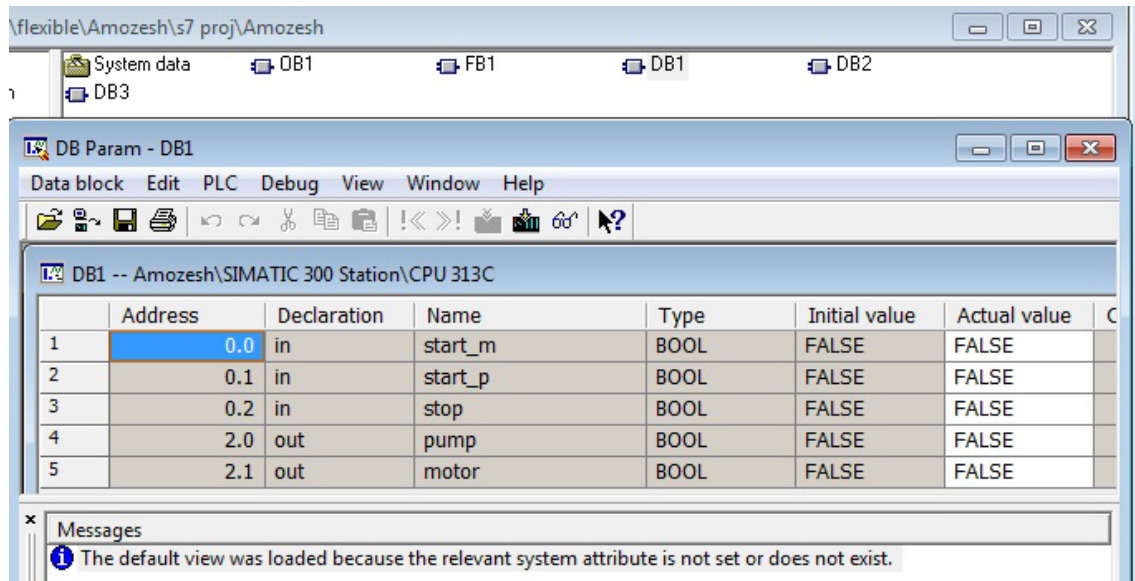 \flexible\Amozesh\s7 proj\Amozesh
System data OB1 FB1 DB1 DB2
DB3
DB Param - DB1
Data block Edit PLC Debug View Window Help
DB1 -- Amozesh\SIMATIC 300 Station\CPU 313C
Address Declaration Name Type Initial value Actual value C
1 0.0 in start_m BOOL FALSE FALSE
2 0.1 in start_p BOOL FALSE FALSE
3 0.2 in stop BOOL FALSE FALSE
4 2.0 out pump BOOL FALSE FALSE
5 2.1 out motor BOOL FALSE FALSE
Messages
The default view was loaded because the relevant system attribute is not set or does not exist.